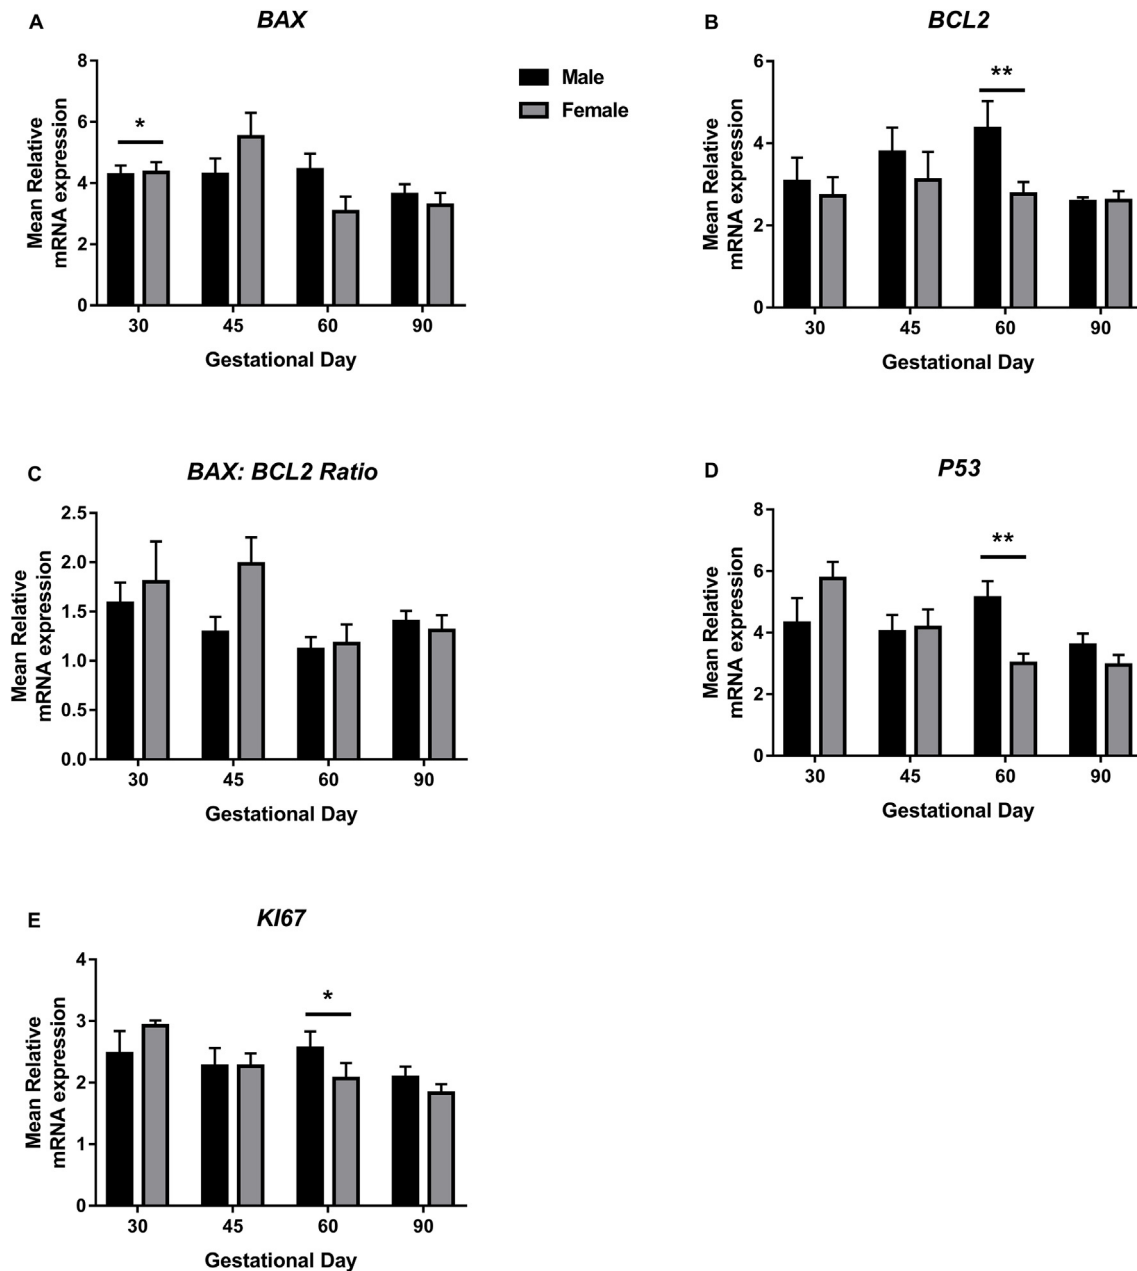 A
BAX
Mean Relative
mRNA expression
8
6
4
2
0
*
30 45 60 90
Gestational Day
Male
Female
B
BCL2
Mean Relative
mRNA expression
6
4
2
0
**
30 45 60 90
Gestational Day
C
BAX: BCL2 Ratio
Mean Relative
mRNA expression
2.5
2.0
1.5
1.0
0.5
0.0
30 45 60 90
Gestational Day
D
P53
Mean Relative
mRNA expression
8
6
4
2
0
**
30 45 60 90
Gestational Day
E
KI67
Mean Relative
mRNA expression
4
3
2
1
0
*
30 45 60 90
Gestational Day